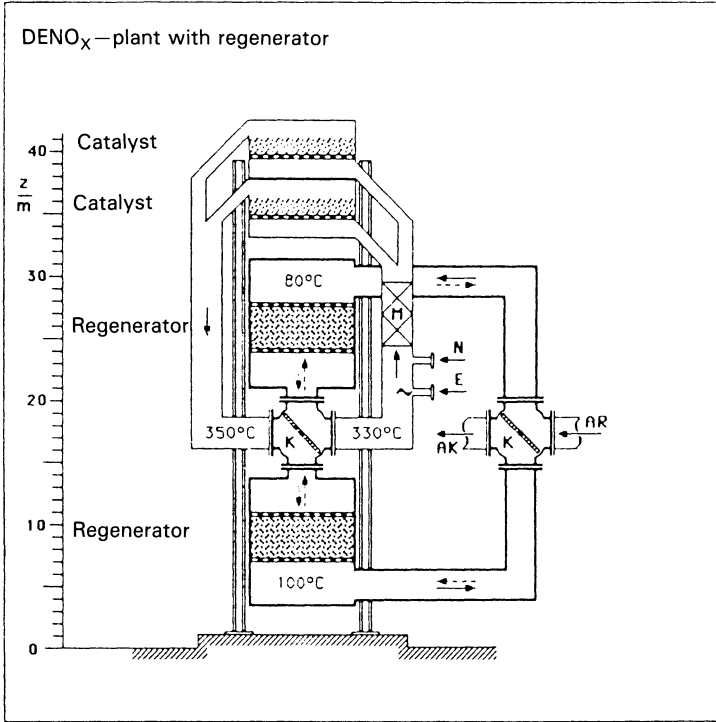 DENOX—plant with regenerator
Catalyst
40
z
m
Catalyst
30
80°C
M
Regenerator
N
E
20
350°C
K
330°C
AK
K
AR
10
Regenerator
100°C
0